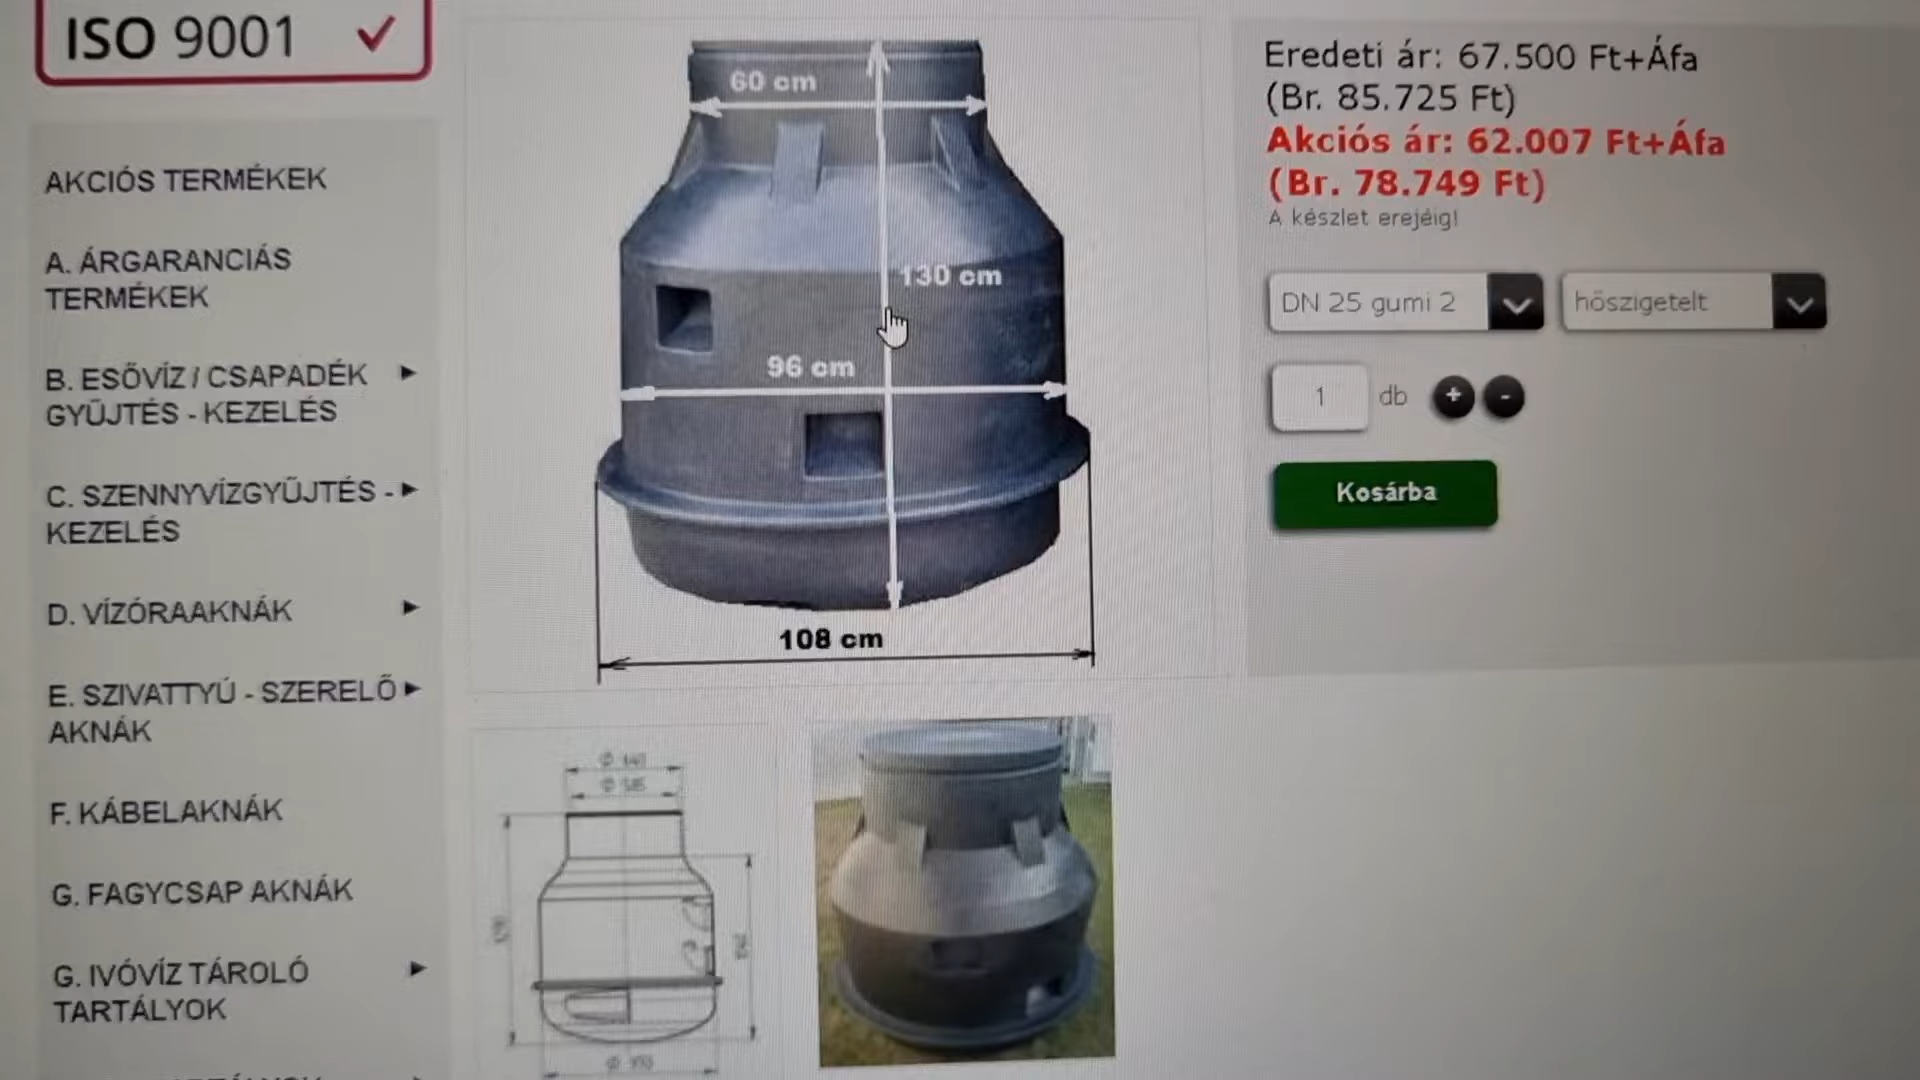 ISO 9001
AKCIÓS TERMÉKEK
A. ÁRGARANCIÁS
TERMÉKEK
B. ESŐVÍZ / CSAPADÉK
GYŰJTÉS - KEZELÉS
C. SZENNYVÍZGYŰJTÉS -
KEZELÉS
D. VÍZÓRAAKNÁK
E. SZIVATTYÚ - SZERELŐ
AKNÁK
F. KÁBELAKNÁK
G. FAGYCSAP AKNÁK
G. IVÓVÍZ TÁROLÓ
TARTÁLYOK
60 cm
130 cm
96 cm
108 cm
Eredeti ár: 67.500 Ft+Áfa
(Br. 85.725 Ft)
Akciós ár: 62.007 Ft+Áfa
(Br. 78.749 Ft)
A készlet erejéig!
DN 25 gumi 2
hőszigetelt
1 db + -
Kosárba